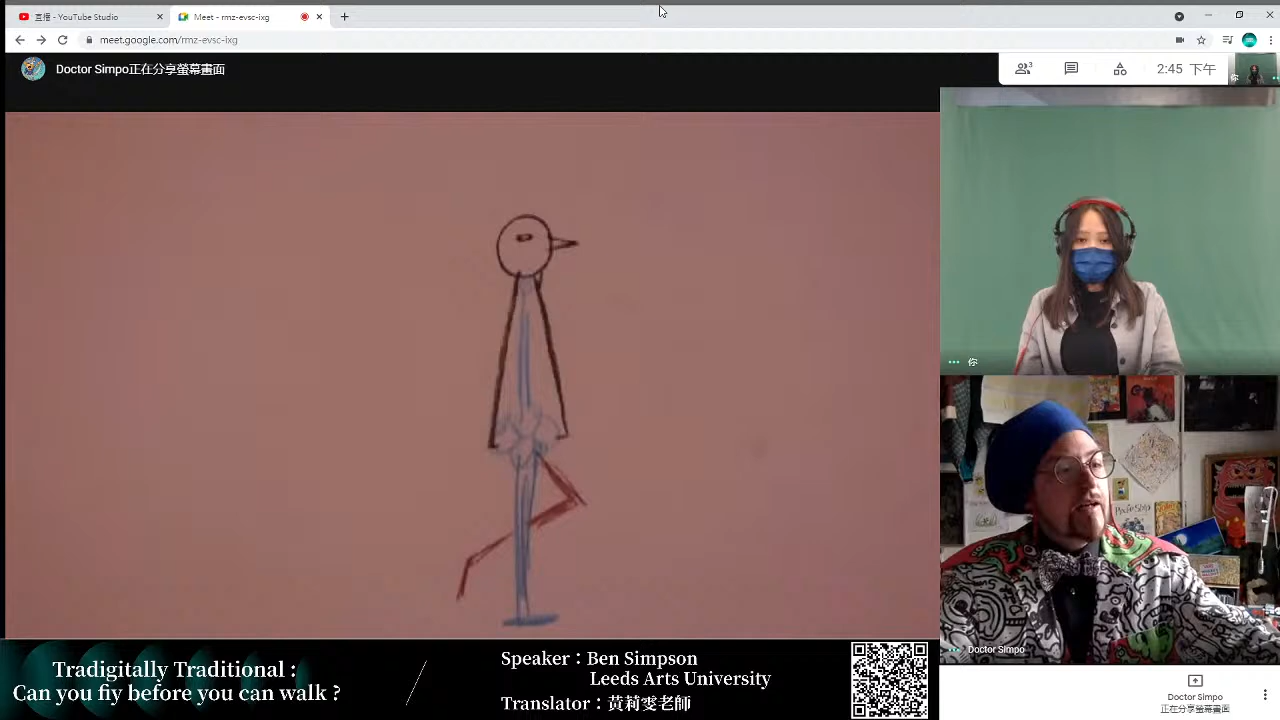 直播 - YouTube Studio
Meet - rmz-evsc-ixg
meet.google.com/rmz-evsc-ixg
Doctor Simpo正在分享螢幕畫面
3
2:45 下午
你
你
Doctor Simpo
Doctor Simpo
正在分享螢幕畫面
Tradigitally Traditional :
Can you fiy before you can walk ?
Speaker：Ben Simpson
Leeds Arts University
Translator：黃莉雯老師